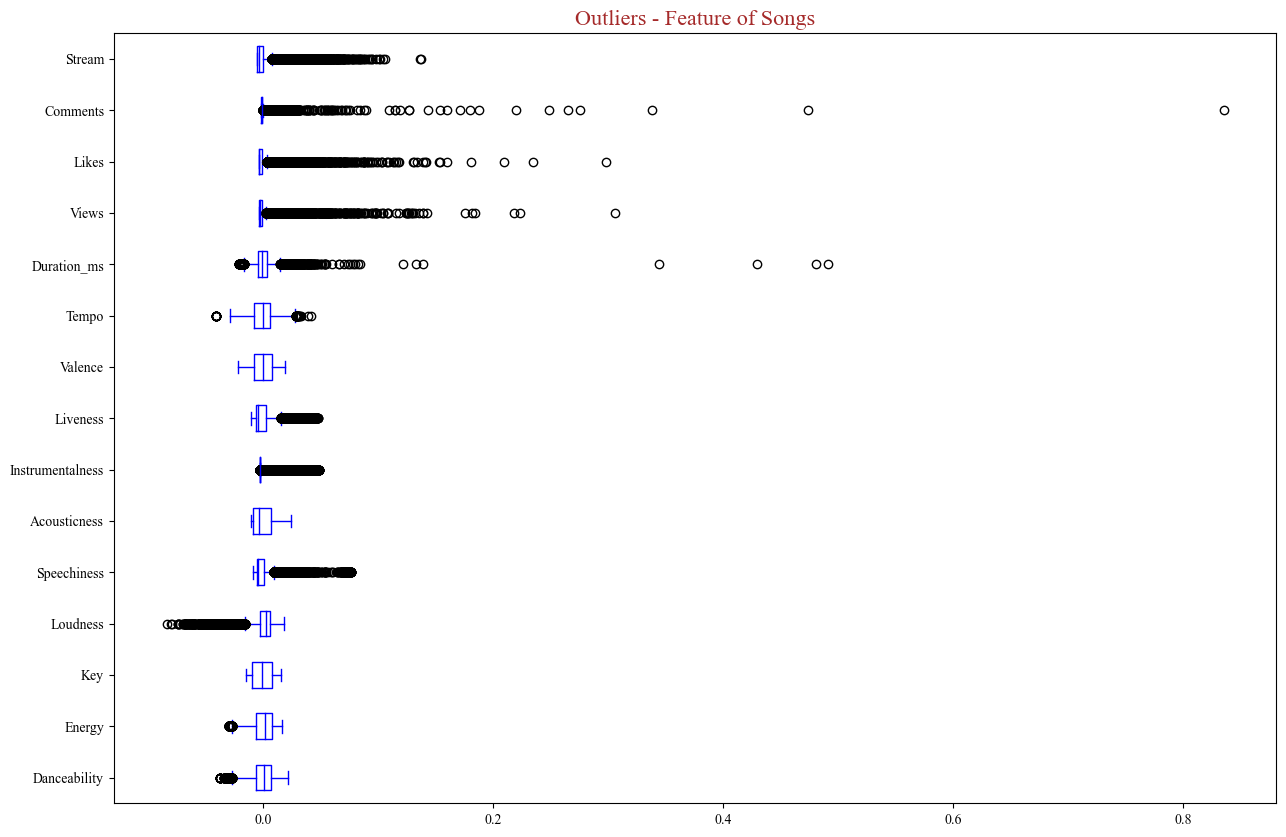 Outliers - Feature of Songs
Stream
Comments
Likes
Views
Duration_ms
Tempo
Valence
Liveness
Instrumentalness
Acousticness
Speechiness
Loudness
Key
Energy
Danceability
0.0 0.2 0.4 0.6 0.8